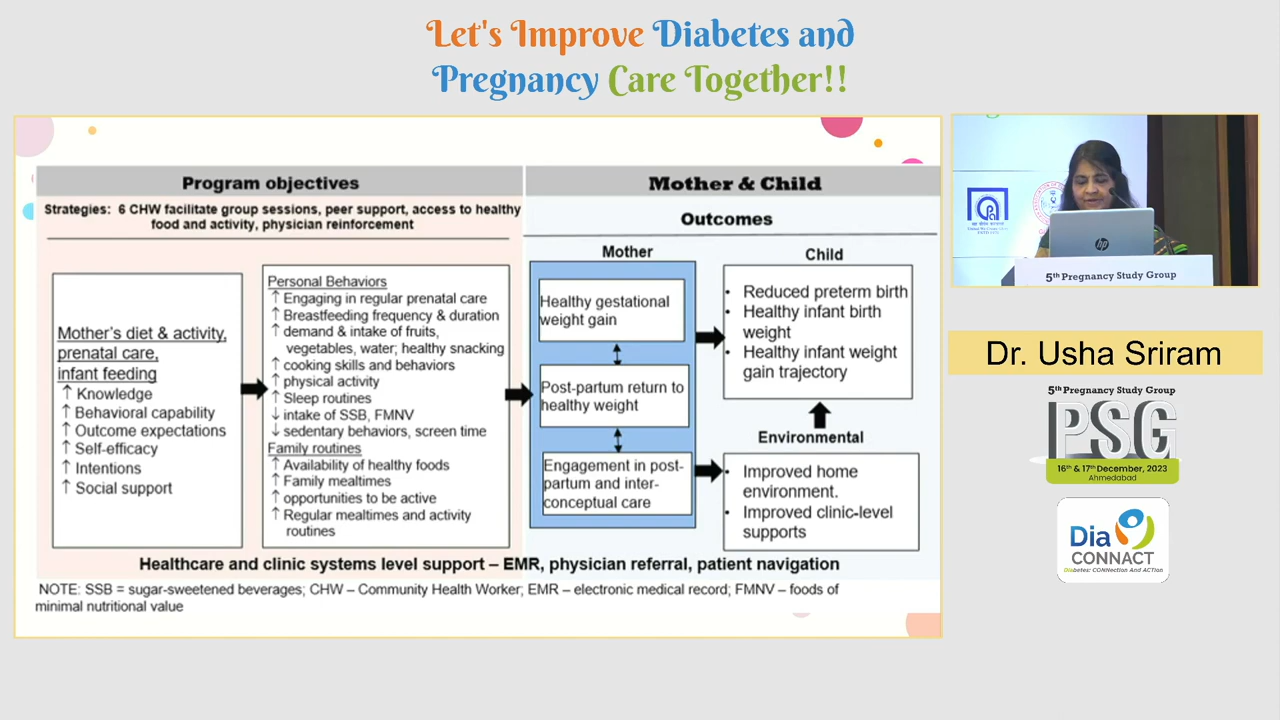 Let's Improve Diabetes and
Pregnancy Care Together!!
Program objectives
Strategies: 6 CHW facilitate group sessions, peer support, access to healthy
food and activity, physician reinforcement
Mother's diet & activity,
prenatal care,
infant feeding
↑ Knowledge
↑ Behavioral capability
↑ Outcome expectations
↑ Self-efficacy
↑ Intentions
↑ Social support
Personal Behaviors
↑ Engaging in regular prenatal care
↑ Breastfeeding frequency & duration
↑ demand & intake of fruits,
vegetables, water; healthy snacking
↑ cooking skills and behaviors
↑ physical activity
↑ Sleep routines
↓ intake of SSB, FMNV
↓ sedentary behaviors, screen time
Family routines
↑ Availability of healthy foods
↑ Family mealtimes
↑ opportunities to be active
↑ Regular mealtimes and activity
routines
Mother & Child
Outcomes
Mother
Healthy gestational
weight gain
Post-partum return to
healthy weight
Engagement in post-
partum and inter-
conceptual care
Child
• Reduced preterm birth
• Healthy infant birth
weight
• Healthy infant weight
gain trajectory
Environmental
• Improved home
environment.
• Improved clinic-level
supports
Healthcare and clinic systems level support – EMR, physician referral, patient navigation
NOTE: SSB = sugar-sweetened beverages; CHW – Community Health Worker; EMR – electronic medical record; FMNV – foods of
minimal nutritional value
hp
5th Pregnancy Study Group
Dr. Usha Sriram
5th Pregnancy Study Group
PSG
16th & 17th December, 2023
Ahmedabad
Dia
CONNACT
Diabetes: CONNection And ACTion